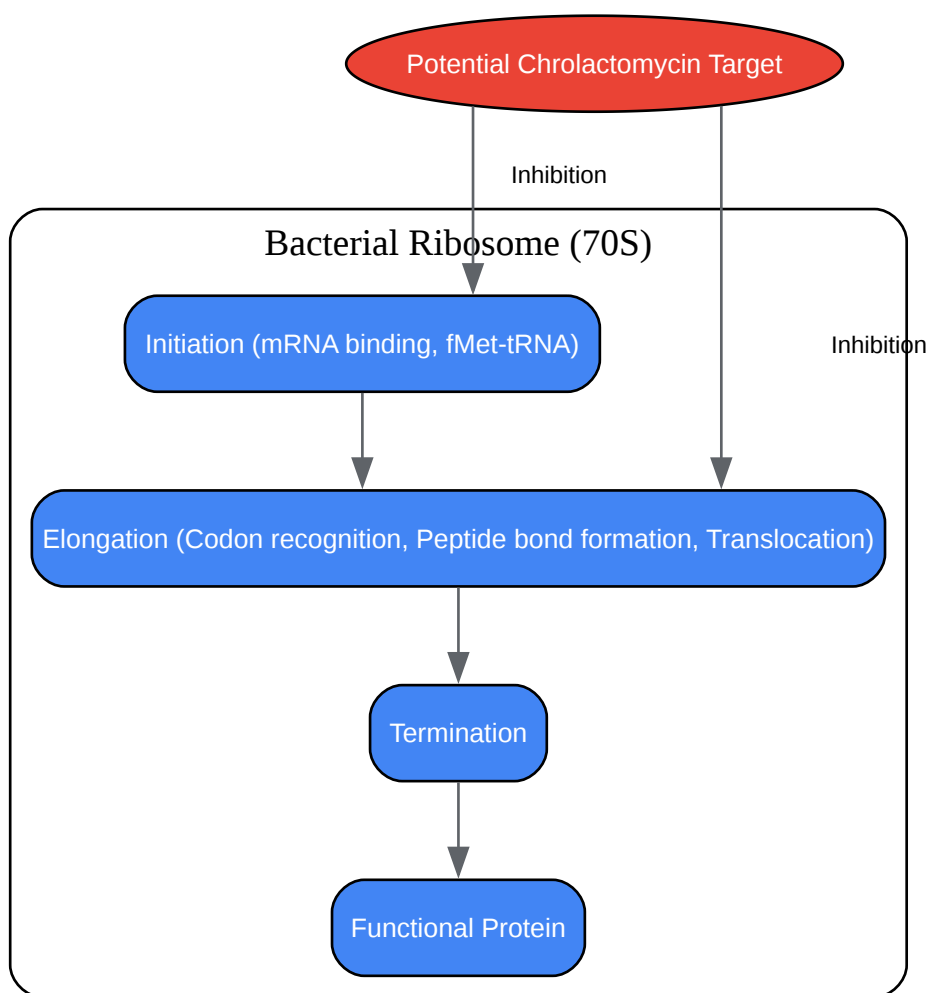 Potential Chrolactomycin Target
Inhibition
Bacterial Ribosome (70S)
Initiation (mRNA binding, fMet-tRNA)
Inhibition
Elongation (Codon recognition, Peptide bond formation, Translocation)
Termination
Functional Protein